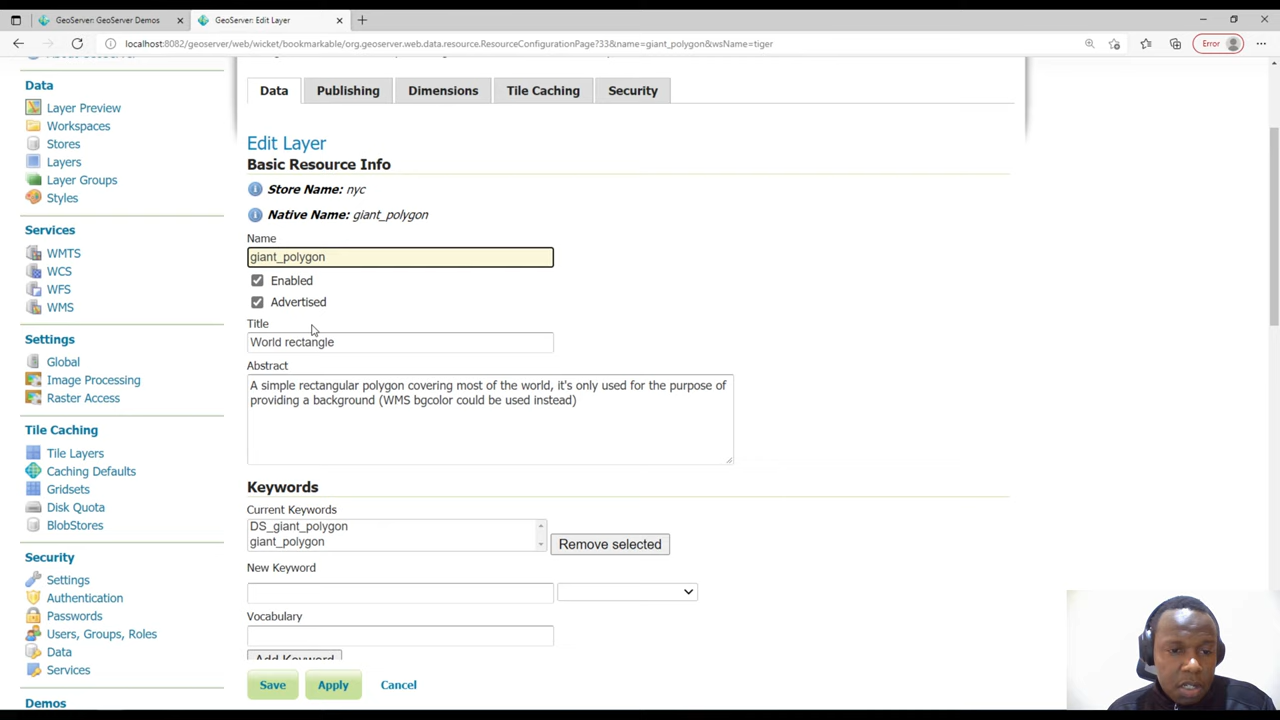 GeoServer: GeoServer Demos
GeoServer: Edit Layer
localhost:8082/geoserver/web/wicket/bookmarkable/org.geoserver.web.data.resource.ResourceConfigurationPage?33&name=giant_polygon&wsName=tiger
Error
Data
Layer Preview
Workspaces
Stores
Layers
Layer Groups
Styles
Services
WMTS
WCS
WFS
WMS
Settings
Global
Image Processing
Raster Access
Tile Caching
Tile Layers
Caching Defaults
Gridsets
Disk Quota
BlobStores
Security
Settings
Authentication
Passwords
Users, Groups, Roles
Data
Services
Demos
Data Publishing Dimensions Tile Caching Security
Edit Layer
Basic Resource Info
Store Name: nyc
Native Name: giant_polygon
Name
giant_polygon
Enabled
Advertised
Title
World rectangle
Abstract
A simple rectangular polygon covering most of the world, it's only used for the purpose of
providing a background (WMS bgcolor could be used instead)
Keywords
Current Keywords
DS_giant_polygon
giant_polygon
Remove selected
New Keyword
Vocabulary
Add Keyword
Save Apply Cancel